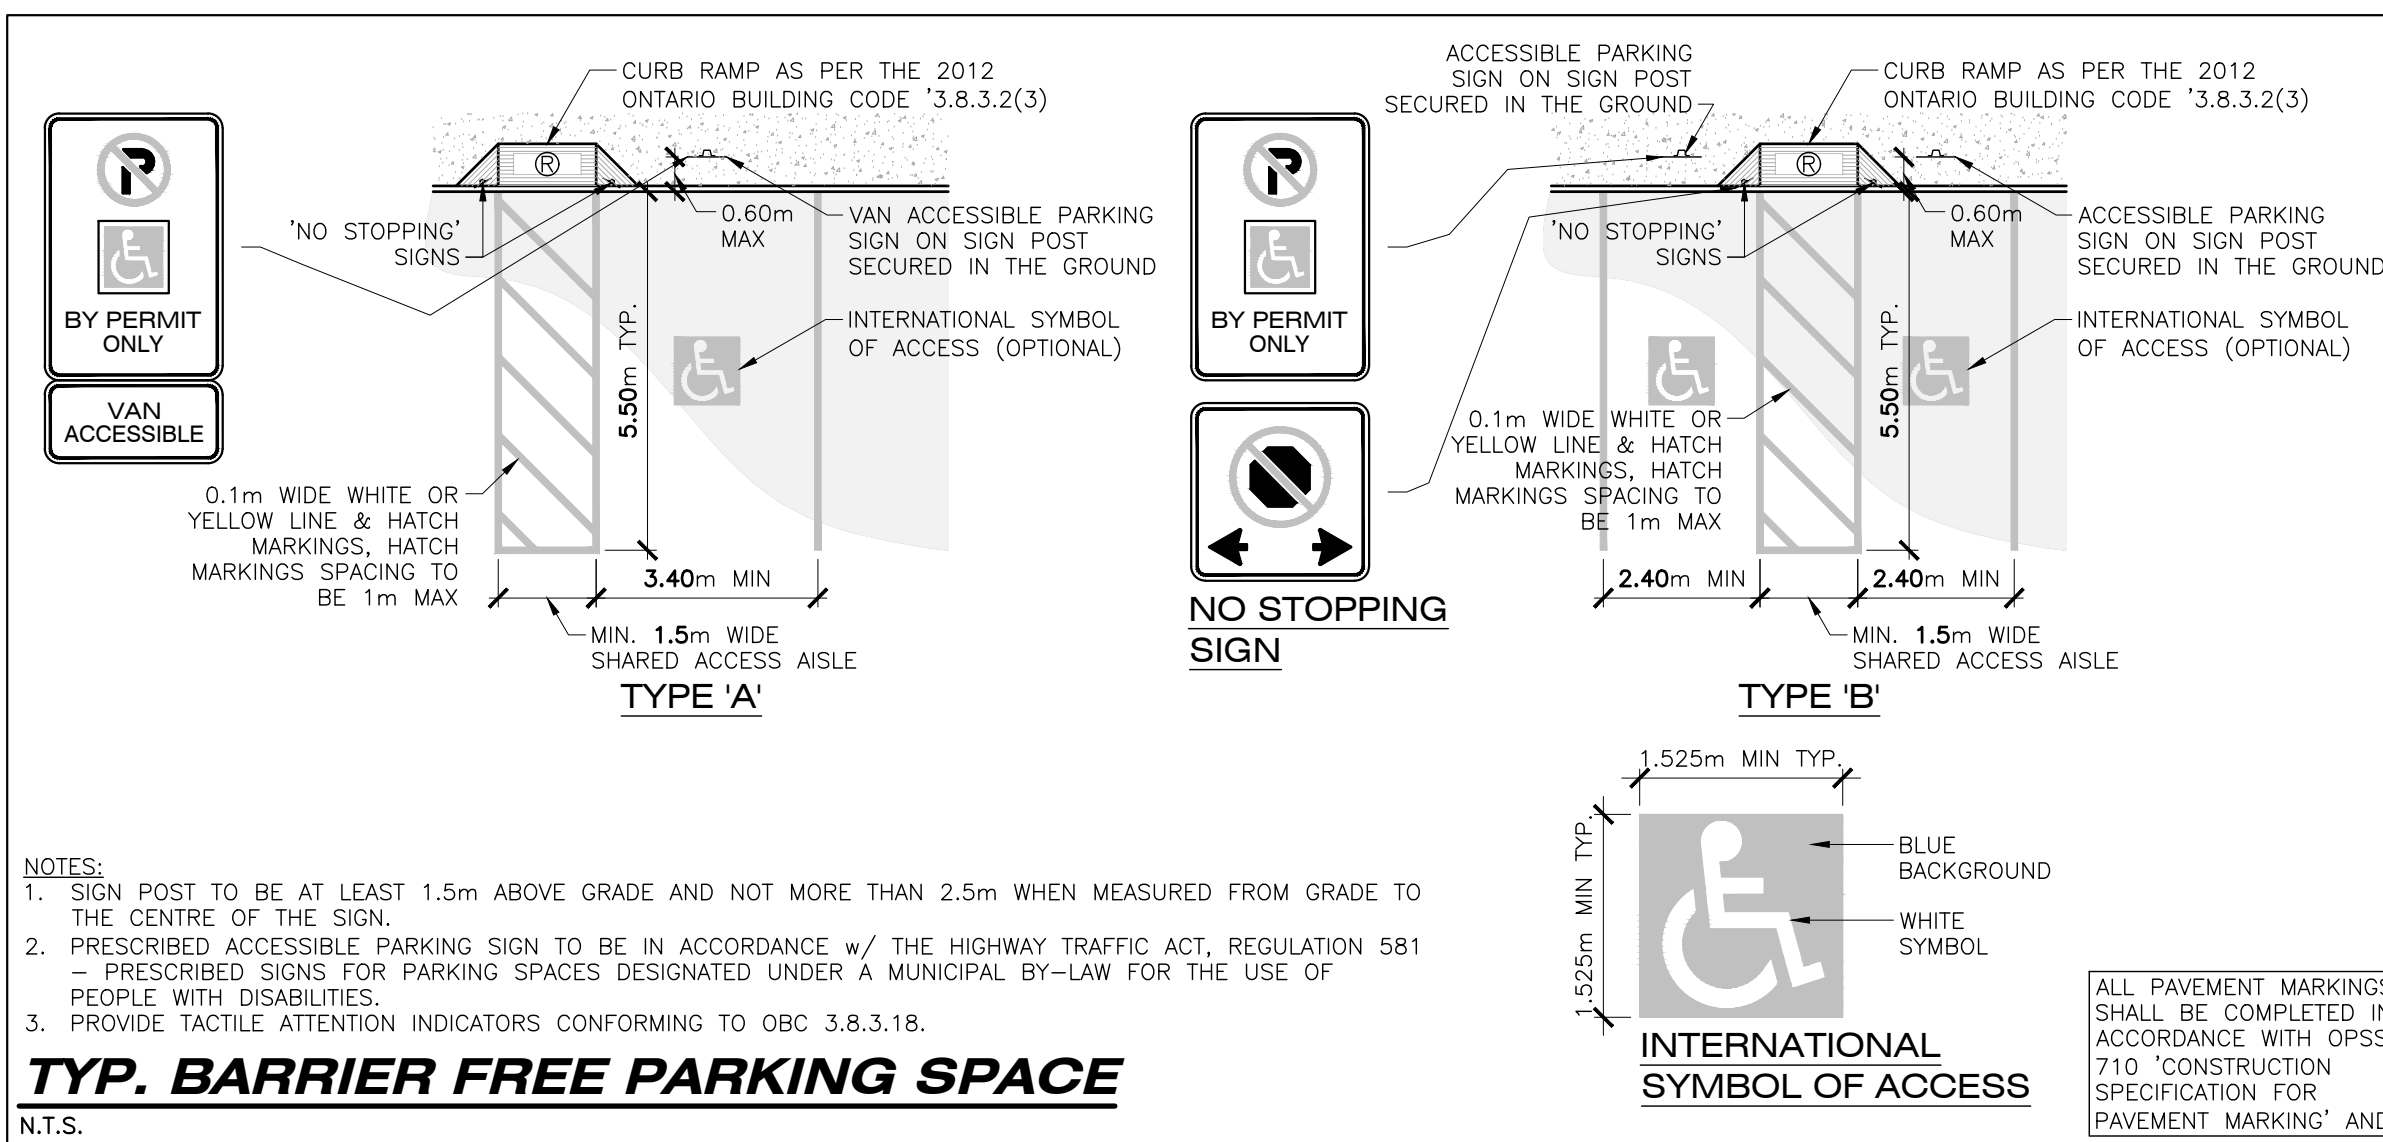 CURB RAMP AS PER THE 2012
ONTARIO BUILDING CODE '3.8.3.2(3)
R
BY PERMIT
ONLY
VAN
ACCESSIBLE
'NO STOPPING'
SIGNS
0.60m
MAX
VAN ACCESSIBLE PARKING
SIGN ON SIGN POST
SECURED IN THE GROUND
INTERNATIONAL SYMBOL
OF ACCESS (OPTIONAL)
5.50m TYP.
0.1m WIDE WHITE OR
YELLOW LINE & HATCH
MARKINGS, HATCH
MARKINGS SPACING TO
BE 1m MAX
3.40m MIN
MIN. 1.5m WIDE
SHARED ACCESS AISLE
TYPE 'A'
ACCESSIBLE PARKING
SIGN ON SIGN POST
SECURED IN THE GROUND
CURB RAMP AS PER THE 2012
ONTARIO BUILDING CODE '3.8.3.2(3)
R
BY PERMIT
ONLY
'NO STOPPING'
SIGNS
0.60m
MAX
ACCESSIBLE PARKING
SIGN ON SIGN POST
SECURED IN THE GROUND
INTERNATIONAL SYMBOL
OF ACCESS (OPTIONAL)
5.50m TYP.
0.1m WIDE WHITE OR
YELLOW LINE & HATCH
MARKINGS, HATCH
MARKINGS SPACING TO
BE 1m MAX
NO STOPPING
SIGN
2.40m MIN
2.40m MIN
MIN. 1.5m WIDE
SHARED ACCESS AISLE
TYPE 'B'
1.525m MIN TYP.
1.525m MIN TYP.
BLUE
BACKGROUND
WHITE
SYMBOL
INTERNATIONAL
SYMBOL OF ACCESS
NOTES:
1. SIGN POST TO BE AT LEAST 1.5m ABOVE GRADE AND NOT MORE THAN 2.5m WHEN MEASURED FROM GRADE TO
THE CENTRE OF THE SIGN.
2. PRESCRIBED ACCESSIBLE PARKING SIGN TO BE IN ACCORDANCE w/ THE HIGHWAY TRAFFIC ACT, REGULATION 581
– PRESCRIBED SIGNS FOR PARKING SPACES DESIGNATED UNDER A MUNICIPAL BY–LAW FOR THE USE OF
PEOPLE WITH DISABILITIES.
3. PROVIDE TACTILE ATTENTION INDICATORS CONFORMING TO OBC 3.8.3.18.
TYP. BARRIER FREE PARKING SPACE
N.T.S.
ALL PAVEMENT MARKINGS
SHALL BE COMPLETED IN
ACCORDANCE WITH OPSS
710 'CONSTRUCTION
SPECIFICATION FOR
PAVEMENT MARKING' AND